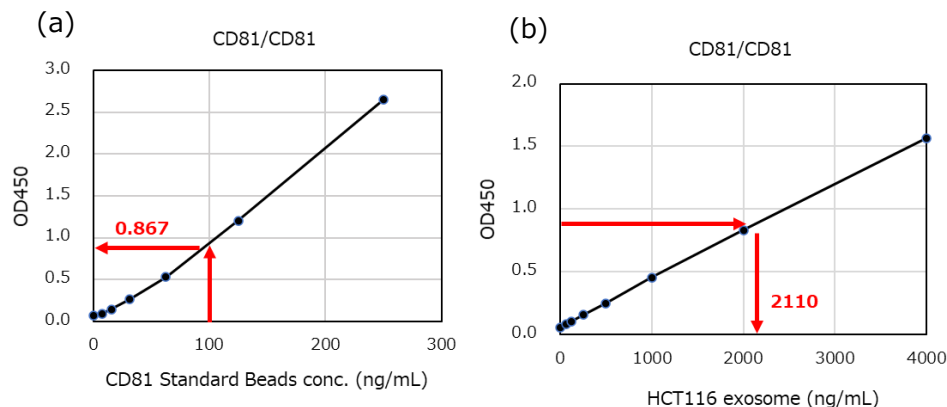 (a)
CD81/CD81
3.0
2.5
2.0
1.5
1.0
0.5
0.0
OD450
0.867
0
100
200
300
CD81 Standard Beads conc. (ng/mL)
(b)
CD81/CD81
2.0
1.5
1.0
0.5
0.0
OD450
2110
0
1000
2000
3000
4000
HCT116 exosome (ng/mL)